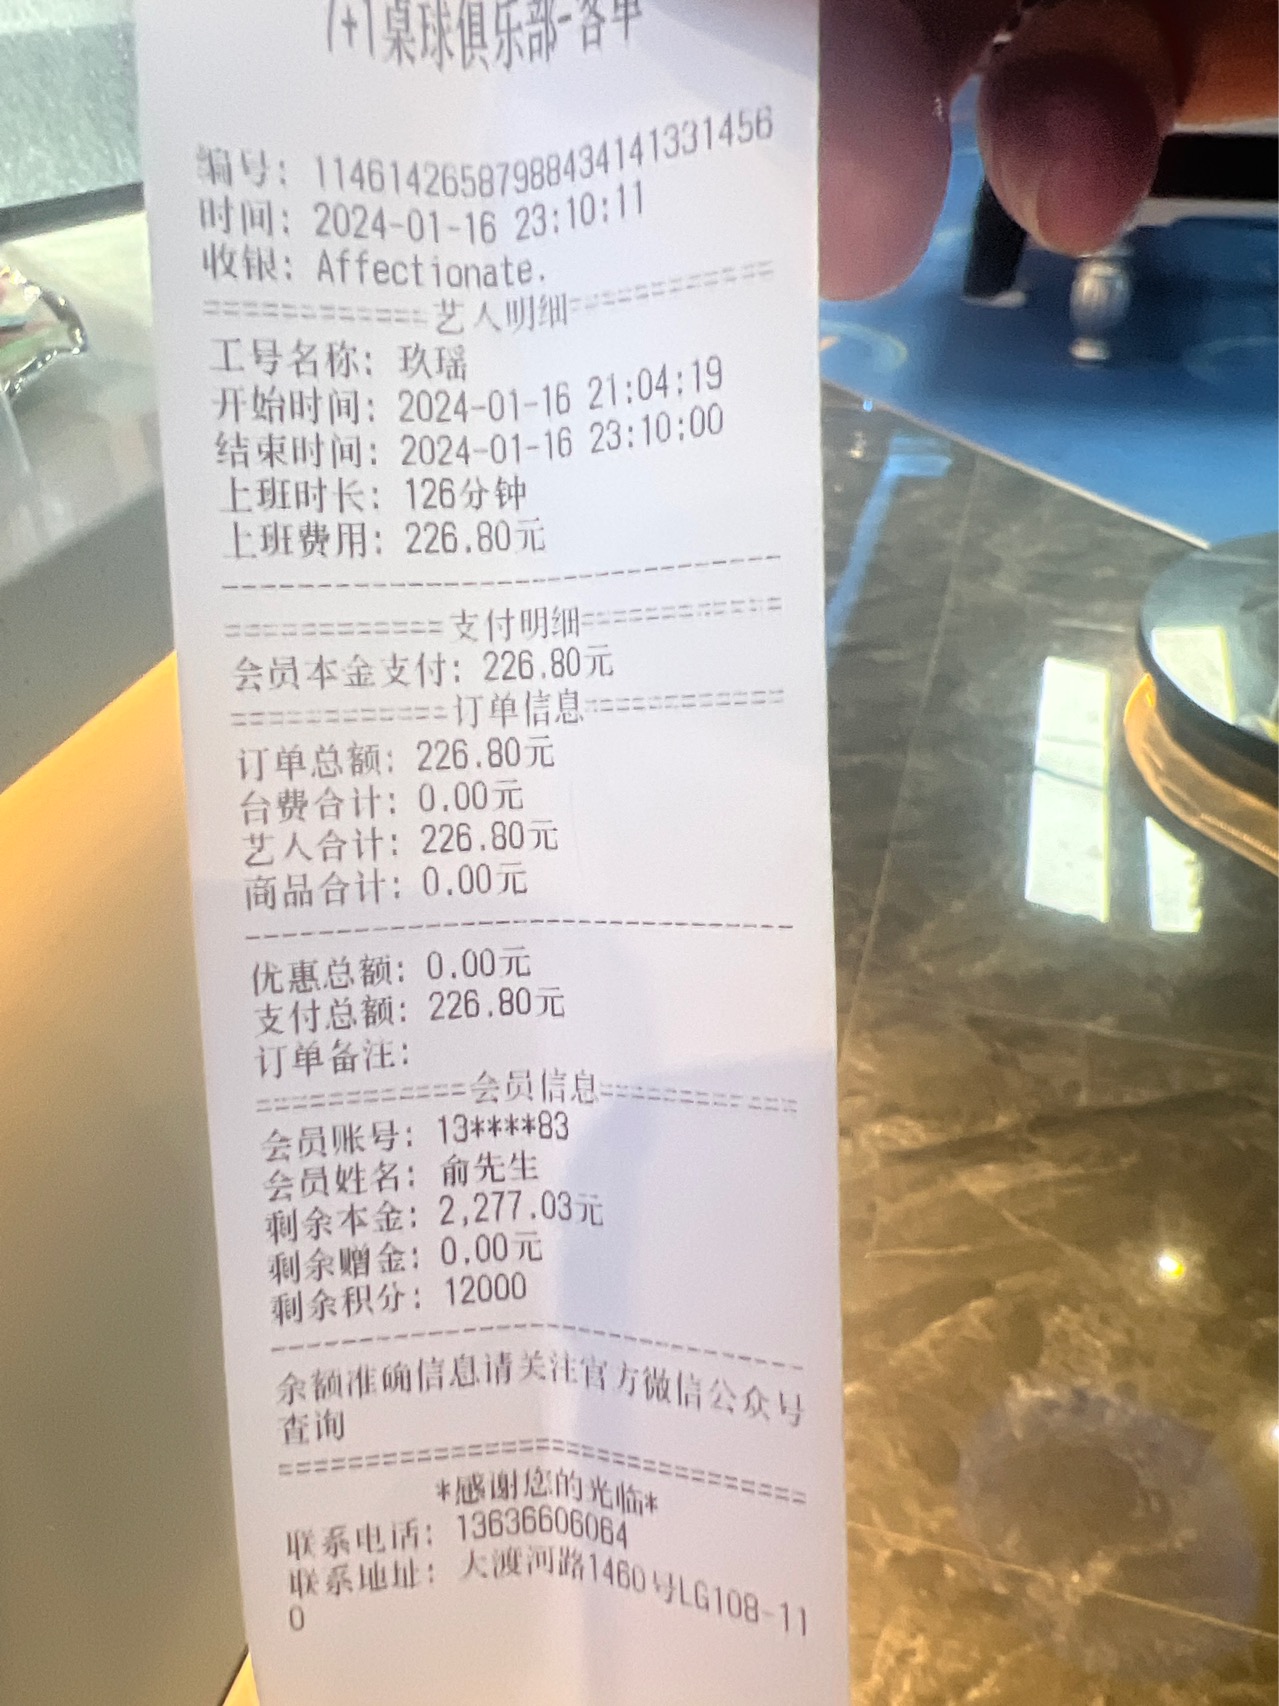 7+1桌球俱乐部-各单
编号: 1146142658798843414133​1456
时间: 2024-01-16 23:10:11
收银: Affectionate.
============艺人明细============
工号名称: 玖瑶
开始时间: 2024-01-16 21:04:19
结束时间: 2024-01-16 23:10:00
上班时长: 126分钟
上班费用: 226.80元
--------------------------------
============支付明细============
会员本金支付: 226.80元
============订单信息============
订单总额: 226.80元
台费合计: 0.00元
艺人合计: 226.80元
商品合计: 0.00元
--------------------------------
优惠总额: 0.00元
支付总额: 226.80元
订单备注:
============会员信息============
会员账号: 13****83
会员姓名: 俞先生
剩余本金: 2,277.03元
剩余赠金: 0.00元
剩余积分: 12000
--------------------------------
余额准确信息请关注官方微信公众号
查询
================================
*感谢您的光临*
联系电话: 13636606064
联系地址: 大渡河路1460号LG108-11
0